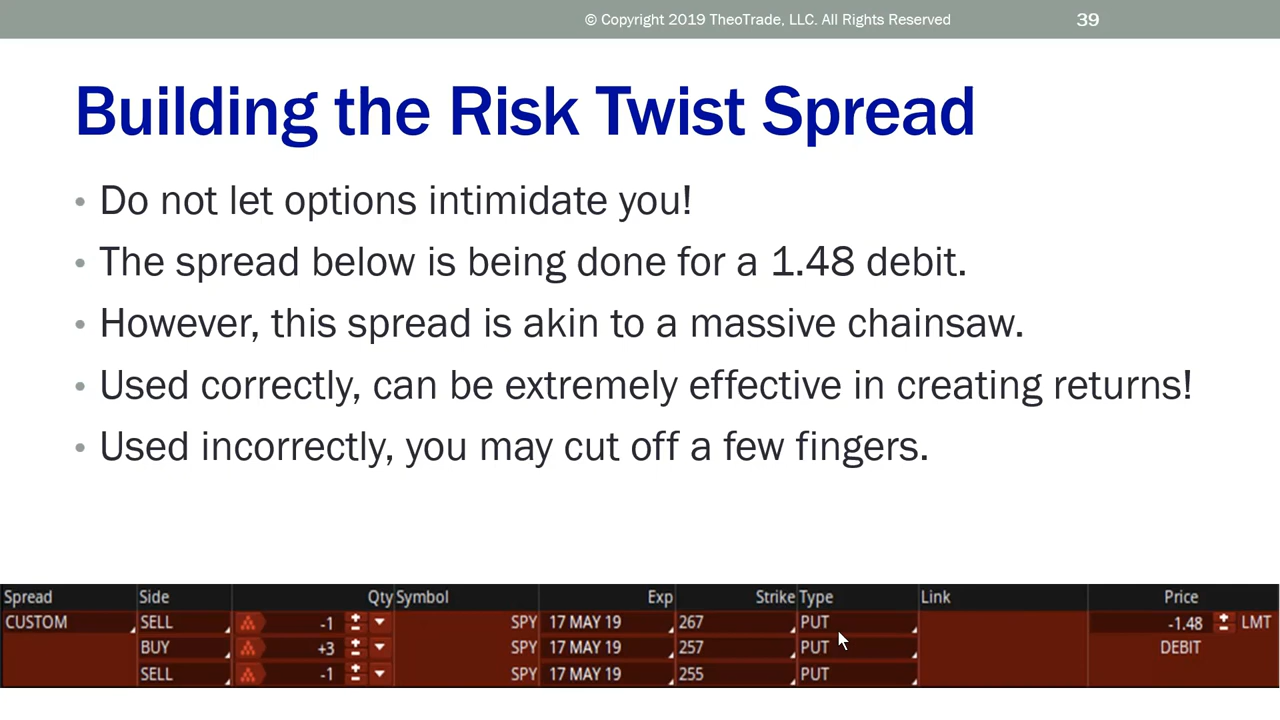 © Copyright 2019 TheoTrade, LLC. All Rights Reserved 39
Building the Risk Twist Spread
• Do not let options intimidate you!
• The spread below is being done for a 1.48 debit.
• However, this spread is akin to a massive chainsaw.
• Used correctly, can be extremely effective in creating returns!
• Used incorrectly, you may cut off a few fingers.
Spread Side Qty Symbol Exp Strike Type Link Price
CUSTOM SELL -1 SPY 17 MAY 19 267 PUT -1.48 LMT
BUY +3 SPY 17 MAY 19 257 PUT DEBIT
SELL -1 SPY 17 MAY 19 255 PUT